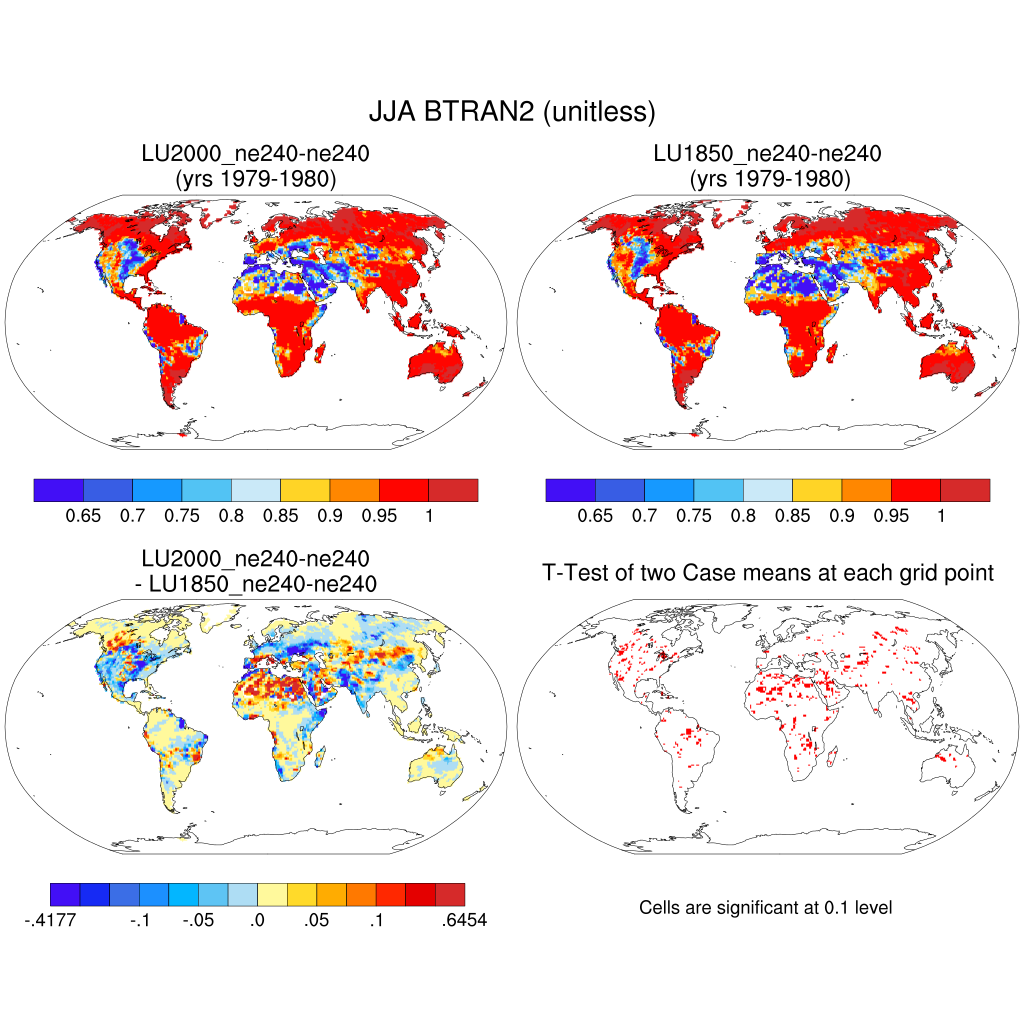 JJA BTRAN2 (unitless)
LU2000_ne240-ne240
(yrs 1979-1980)
LU1850_ne240-ne240
(yrs 1979-1980)
0.65 0.7 0.75 0.8 0.85 0.9 0.95 1
0.65 0.7 0.75 0.8 0.85 0.9 0.95 1
LU2000_ne240-ne240
- LU1850_ne240-ne240
T-Test of two Case means at each grid point
-.4177 -.1 -.05 .0 .05 .1 .6454
Cells are significant at 0.1 level